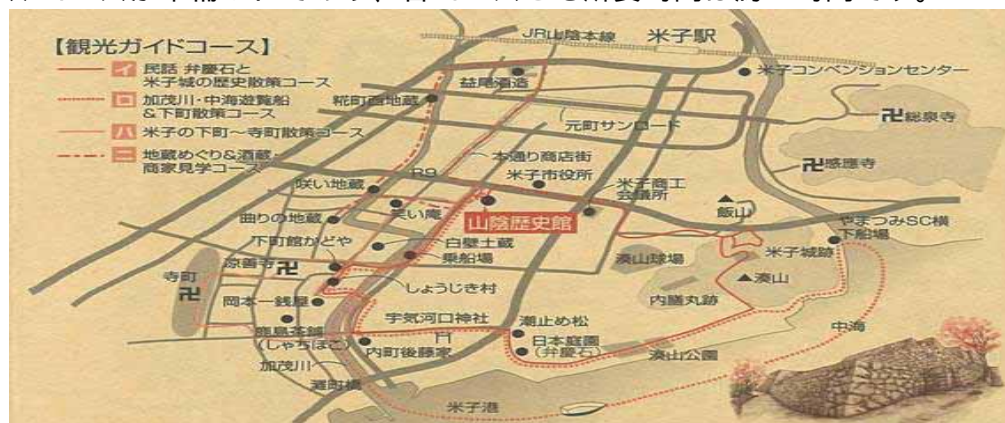 JR山陰本線
米子駅
【観光ガイドコース】
イ 民話 弁慶石と
米子城の歴史散策コース
ロ 加茂川・中海遊覧船
&下町散策コース
ハ 米子の下町～寺町散策コース
ニ 地蔵めぐり&酒蔵・
商家見学コース
益尾酒造
米子コンベンションセンター
糀町西地蔵
元町サンロード
卍総泉寺
本通り商店街
R9
米子市役所
卍感應寺
咲い地蔵
笑い庵
米子商工
会議所
飯山
山陰歴史館
曲りの地蔵
やまつみSC横
下船場
下町館かどや
白壁土蔵
乗船場
米子城跡
湊山球場
寺町
卍
凉善寺 卍
湊山
しょうじき村
内膳丸跡
岡本一銭屋
宇気河口神社
潮止め松
鹿島茶舗
(しゃちほこ)
日本庭園
(弁慶石)
中海
湊山公園
内町後藤家
加茂川
灘町橋
米子港